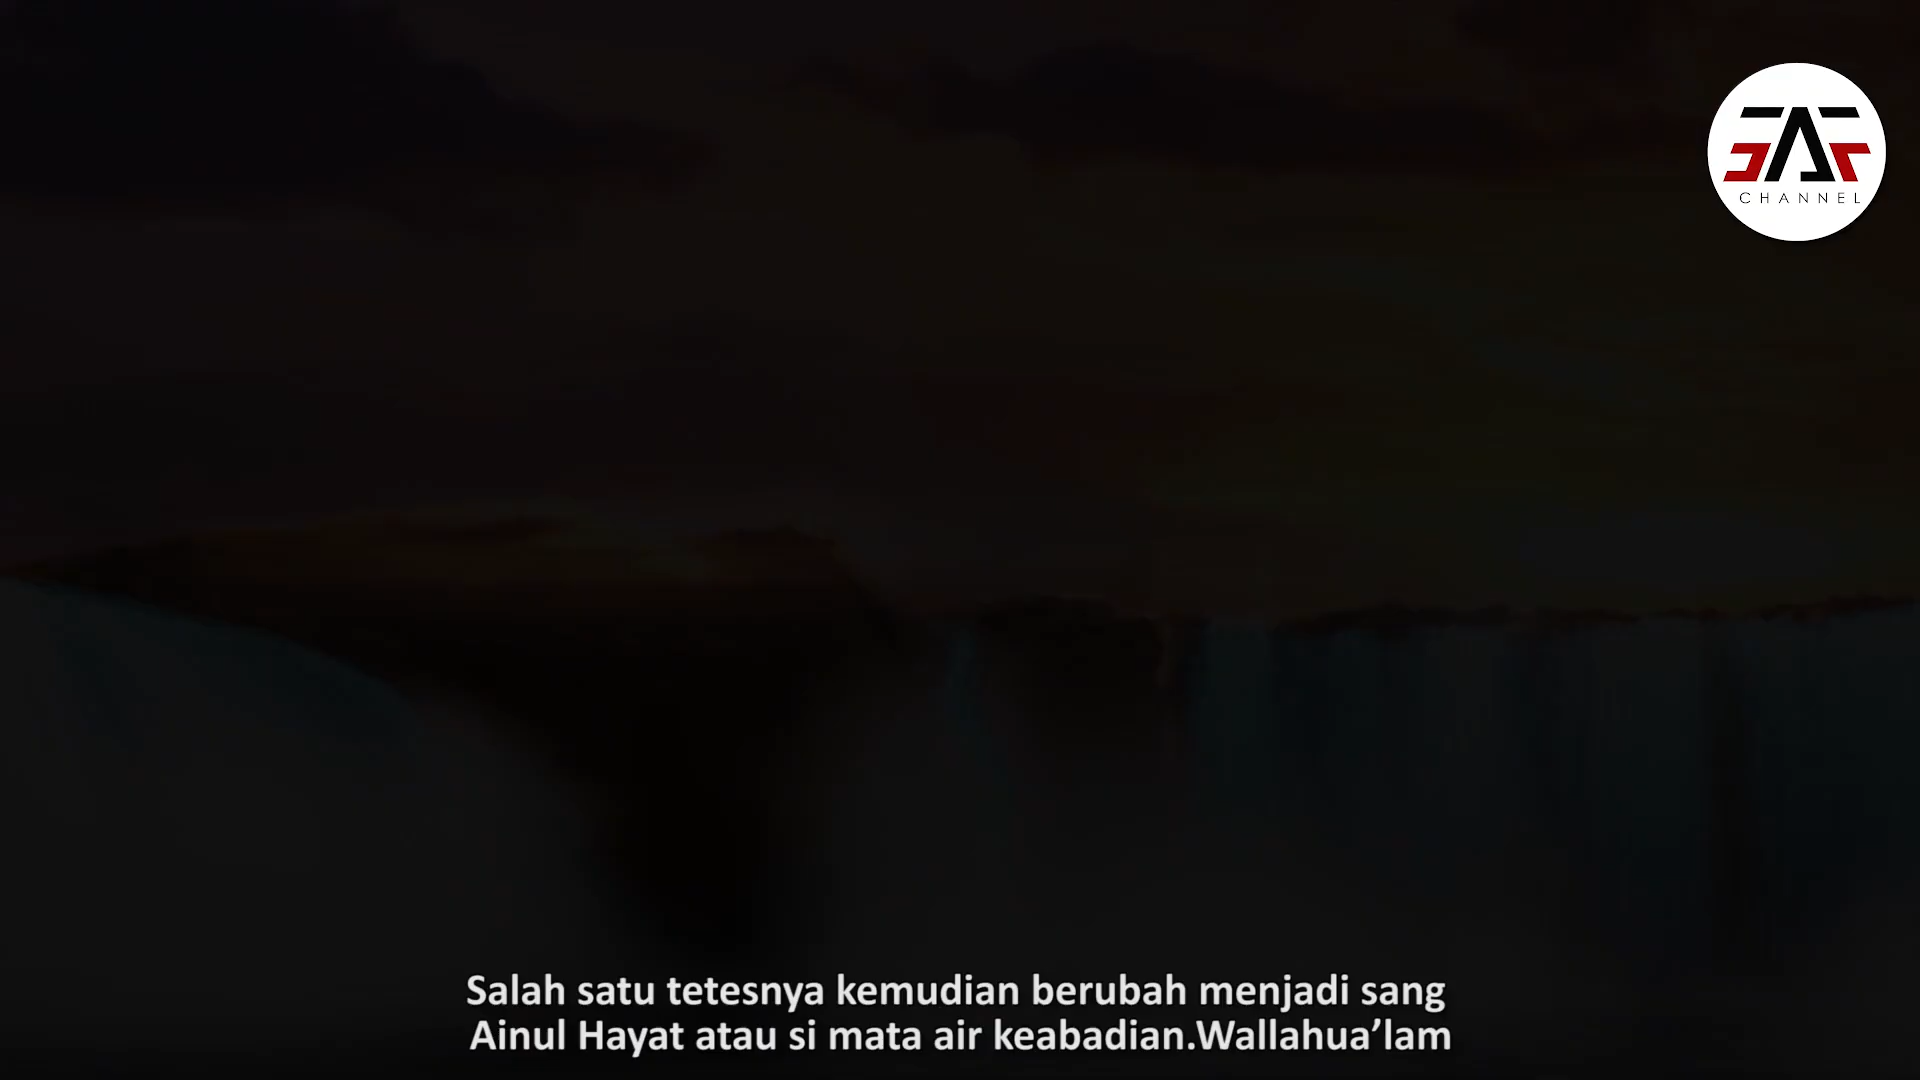 CHANNEL
Salah satu tetesnya kemudian berubah menjadi sang
Ainul Hayat atau si mata air keabadian.Wallahua’lam